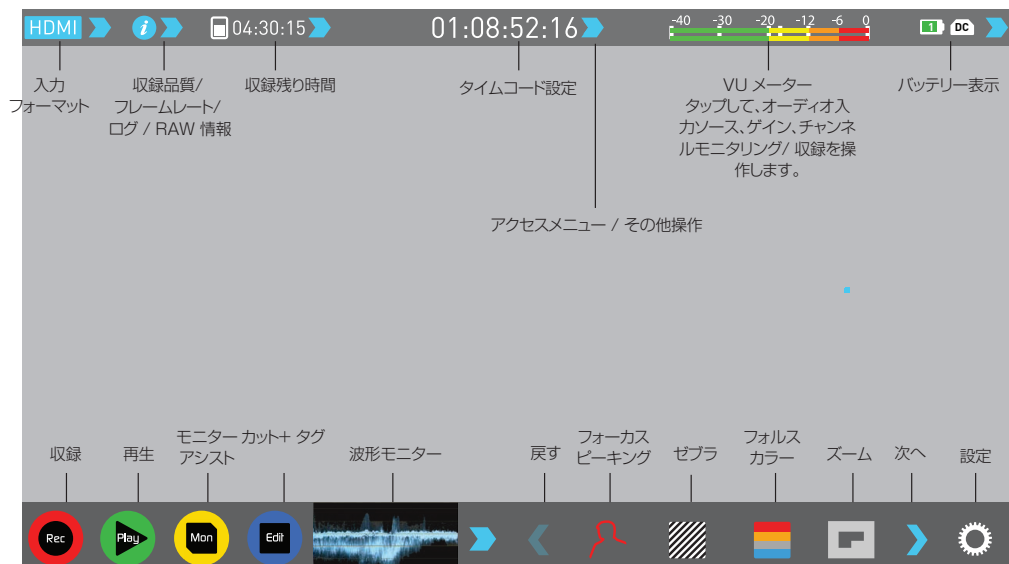 HDMI
i
04:30:15
01:08:52:16
-40 -30 -20 -12 -6 0
1
DC
入力
フォーマット
収録品質/
フレームレート/
ログ / RAW 情報
収録残り時間
タイムコード設定
VU メーター
タップして、オーディオ入
力ソース、ゲイン、チャンネ
ルモニタリング/ 収録を操
作します。
バッテリー表示
アクセスメニュー / その他操作
収録
再生
モニター
アシスト
カット+ タグ
波形モニター
戻す
フォーカス
ピーキング
ゼブラ
フォルス
カラー
ズーム
次へ
設定
Rec
Play
Mon
Edit